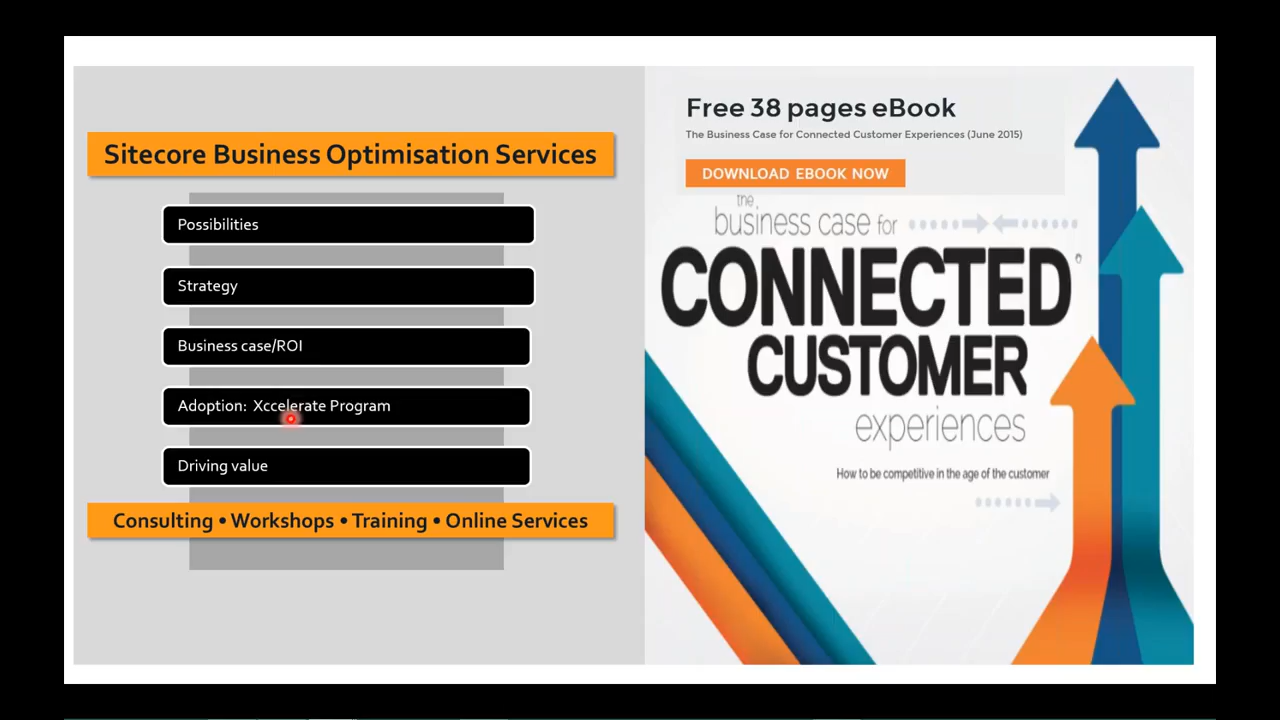 Sitecore Business Optimisation Services
Possibilities
Strategy
Business case/ROI
Adoption: Xccelerate Program
Driving value
Consulting • Workshops • Training • Online Services
Free 38 pages eBook
The Business Case for Connected Customer Experiences (June 2015)
DOWNLOAD EBOOK NOW
the
business case for
CONNECTED
CUSTOMER
experiences
How to be competitive in the age of the customer